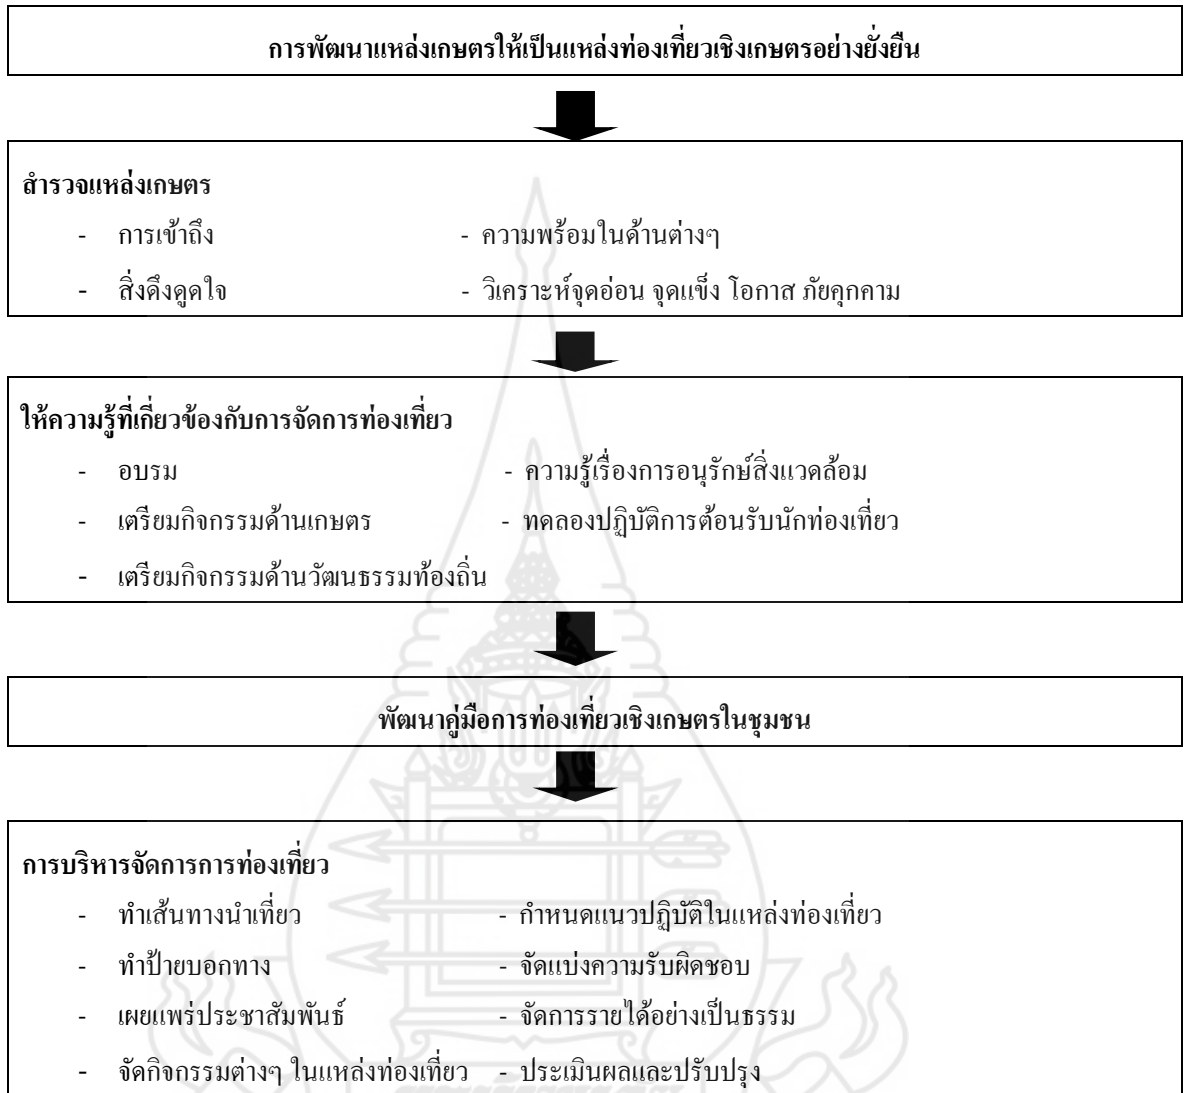 การพัฒนาแหล่งเกษตรให้เป็นแหล่งท่องเที่ยวเชิงเกษตรอย่างยั่งยืน
สำรวจแหล่งเกษตร
- การเข้าถึง - ความพร้อมในด้านต่างๆ
- สิ่งดึงดูดใจ - วิเคราะห์จุดอ่อน จุดแข็ง โอกาส ภัยคุกคาม
ให้ความรู้ที่เกี่ยวข้องกับการจัดการท่องเที่ยว
- อบรม - ความรู้เรื่องการอนุรักษ์สิ่งแวดล้อม
- เตรียมกิจกรรมด้านเกษตร - ทดลองปฏิบัติการต้อนรับนักท่องเที่ยว
- เตรียมกิจกรรมด้านวัฒนธรรมท้องถิ่น
พัฒนาคู่มือการท่องเที่ยวเชิงเกษตรในชุมชน
การบริหารจัดการการท่องเที่ยว
- ทำเส้นทางนำเที่ยว - กำหนดแนวปฏิบัติในแหล่งท่องเที่ยว
- ทำป้ายบอกทาง - จัดแบ่งความรับผิดชอบ
- เผยแพร่ประชาสัมพันธ์ - จัดการรายได้อย่างเป็นธรรม
- จัดกิจกรรมต่างๆ ในแหล่งท่องเที่ยว - ประเมินผลและปรับปรุง